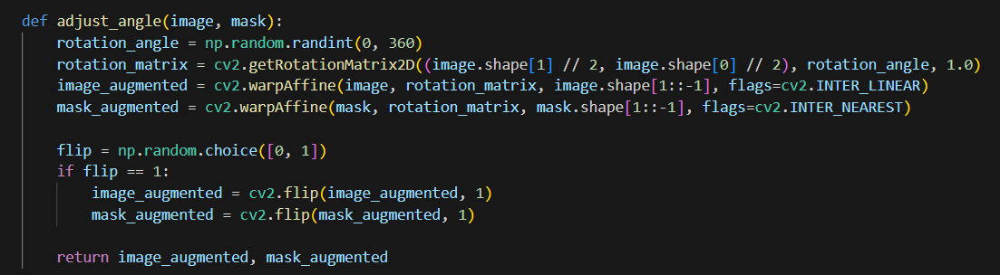 def adjust_angle(image, mask):
    rotation_angle = np.random.randint(0, 360)
    rotation_matrix = cv2.getRotationMatrix2D((image.shape[1] // 2, image.shape[0] // 2), rotation_angle, 1.0)
    image_augmented = cv2.warpAffine(image, rotation_matrix, image.shape[1::-1], flags=cv2.INTER_LINEAR)
    mask_augmented = cv2.warpAffine(mask, rotation_matrix, mask.shape[1::-1], flags=cv2.INTER_NEAREST)

    flip = np.random.choice([0, 1])
    if flip == 1:
        image_augmented = cv2.flip(image_augmented, 1)
        mask_augmented = cv2.flip(mask_augmented, 1)

    return image_augmented, mask_augmented